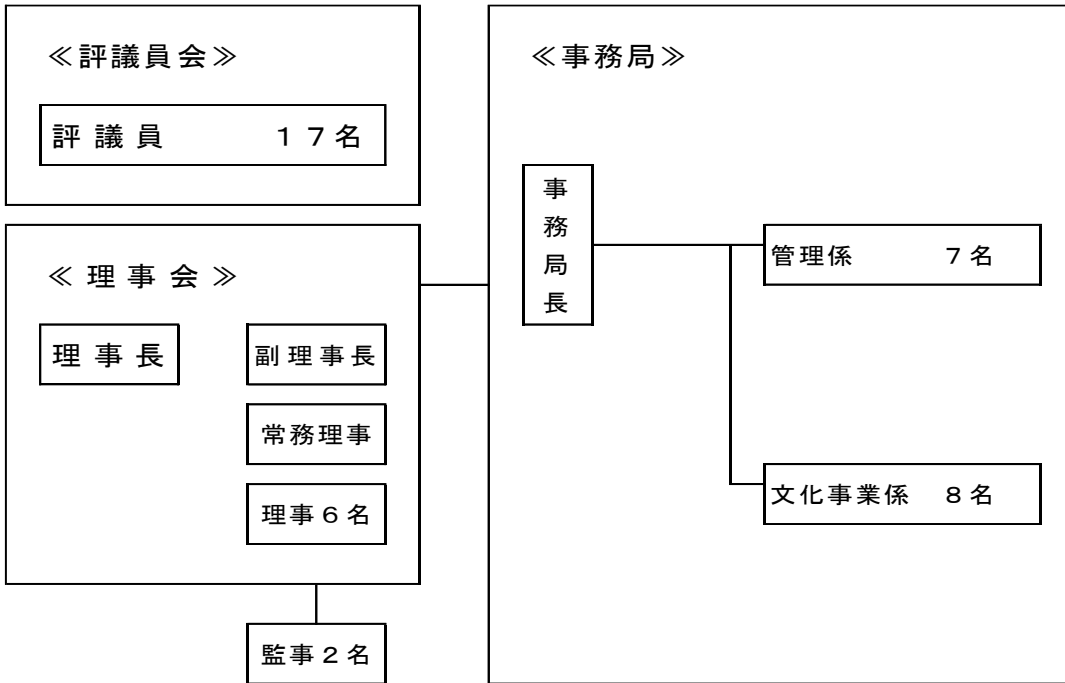 ≪評議員会≫
評議員 17名
≪理事会≫
理事長
副理事長
常務理事
理事6名
監事2名
≪事務局≫
事務局長
管理係 7名
文化事業係 8名